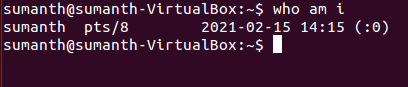 sumanth@sumanth-VirtualBox:~$ who am i
sumanth  pts/8        2021-02-15 14:15 (:0)
sumanth@sumanth-VirtualBox:~$